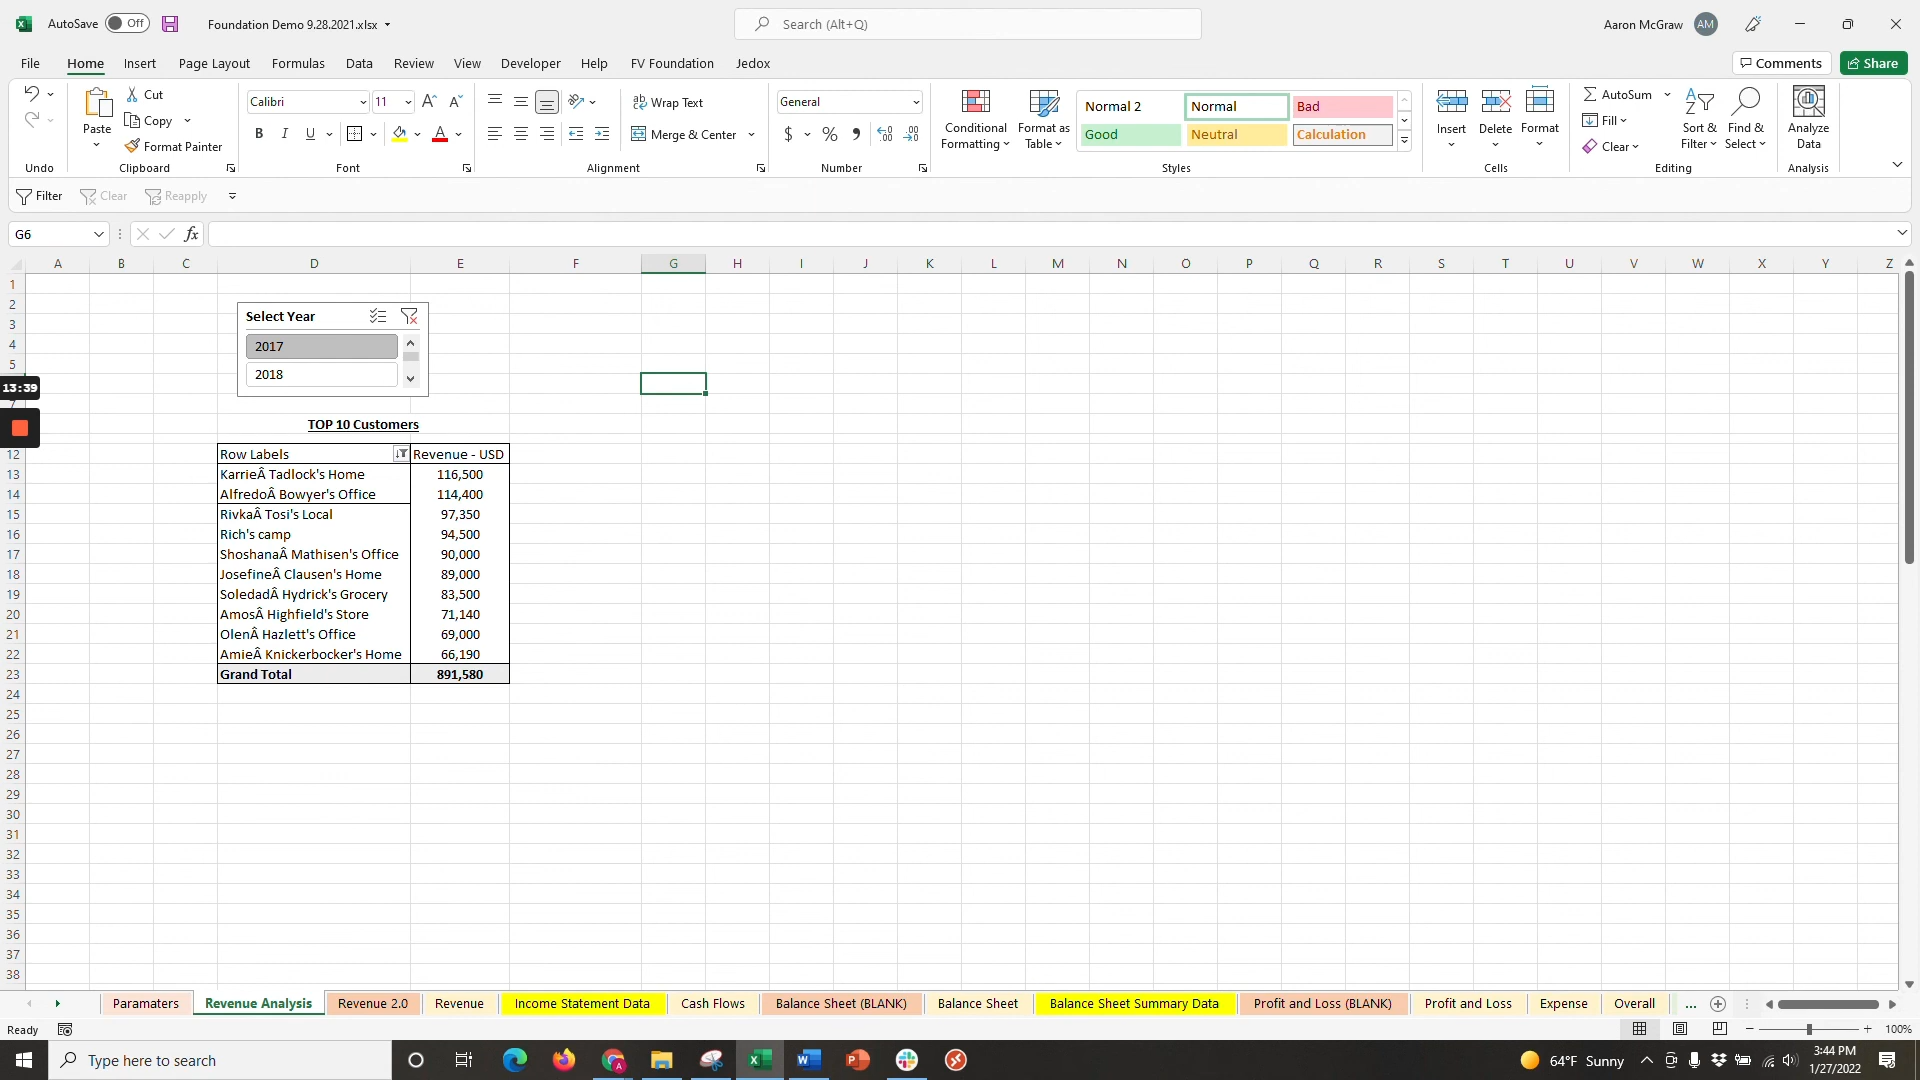 AutoSave Off Foundation Demo 9.28.2021.xlsx Search (Alt+Q) Aaron McGraw AM
File Home Insert Page Layout Formulas Data Review View Developer Help FV Foundation Jedox Comments Share
Cut Calibri 11 Wrap Text General Normal 2 Normal Bad AutoSum
Paste Copy Conditional Formatting Format as Table Insert Delete Format Fill Sort & Filter Find & Select Analyze Data
Format Painter B I U Merge & Center $ % Good Neutral Calculation Clear
Undo Clipboard Font Alignment Number Styles Cells Editing Analysis
Filter Clear Reapply
G6 fx
A B C D E F G H I J K L M N O P Q R S T U V W X Y Z
1
2
Select Year
3
4 2017
5
2018
13:39
TOP 10 Customers
12 Row Labels Revenue - USD
13 KarrieÂ Tadlock's Home 116,500
14 AlfredoÂ Bowyer's Office 114,400
15 RivkaÂ Tosi's Local 97,350
16 Rich's camp 94,500
17 ShoshanaÂ Mathisen's Office 90,000
18 JosefineÂ Clausen's Home 89,000
19 SoledadÂ Hydrick's Grocery 83,500
20 AmosÂ Highfield's Store 71,140
21 OlenÂ Hazlett's Office 69,000
22 AmieÂ Knickerbocker's Home 66,190
23 Grand Total 891,580
24
25
26
27
28
29
30
31
32
33
34
35
36
37
38
Paramaters Revenue Analysis Revenue 2.0 Revenue Income Statement Data Cash Flows Balance Sheet (BLANK) Balance Sheet Balance Sheet Summary Data Profit and Loss (BLANK) Profit and Loss Expense Overall ...
Ready 100%
Type here to search 64°F Sunny 3:44 PM
1/27/2022